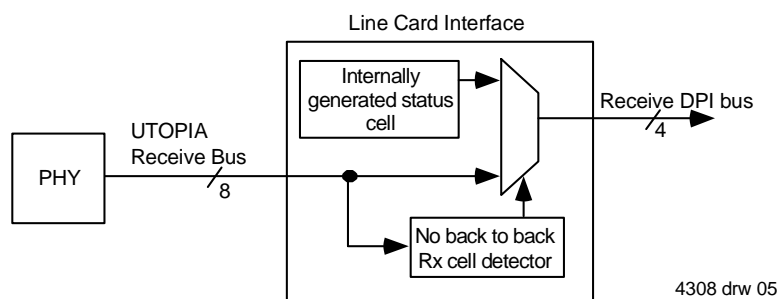 Line Card Interface
Internally
generated status
cell
Receive DPI bus
4
UTOPIA
Receive Bus
8
PHY
No back to back
Rx cell detector
4308 drw 05